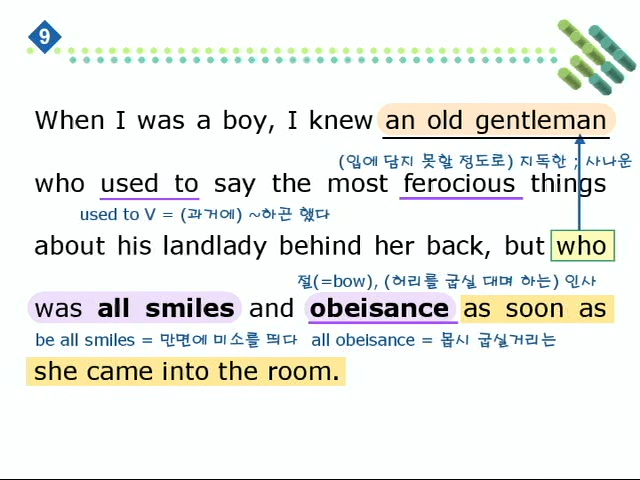 9
When I was a boy, I knew an old gentleman
(입에 담지 못할 정도로) 지독한 ; 사나운
who used to say the most ferocious things
used to V = (과거에) ~하곤 했다
about his landlady behind her back, but who
절(=bow), (허리를 굽실 대며 하는) 인사
was all smiles and obeisance as soon as
be all smiles = 만면에 미소를 띄다 all obeisance = 몹시 굽실거리는
she came into the room.